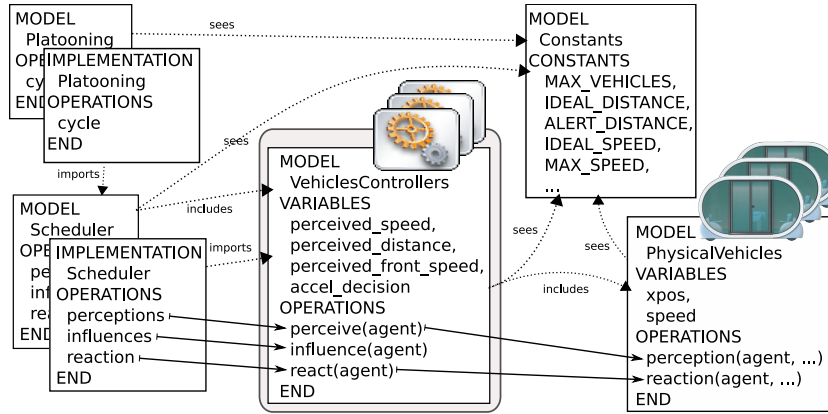 MODEL
Platooning
OPE
cy
END
IMPLEMENTATION
Platooning
OPERATIONS
cycle
END
sees
MODEL
Constants
CONSTANTS
MAX_VEHICLES,
IDEAL_DISTANCE,
ALERT_DISTANCE,
IDEAL_SPEED,
MAX_SPEED,
...
sees
imports
includes
imports
MODEL
Scheduler
OPE
pe
inf
rea
END
IMPLEMENTATION
Scheduler
OPERATIONS
perceptions
influences
reaction
END
MODEL
VehiclesControllers
VARIABLES
perceived_speed,
perceived_distance,
perceived_front_speed,
accel_decision
OPERATIONS
perceive(agent)
influence(agent)
react(agent)
END
sees
sees
includes
MODEL
PhysicalVehicles
VARIABLES
xpos,
speed
OPERATIONS
perception(agent, ...)
reaction(agent, ...)
END